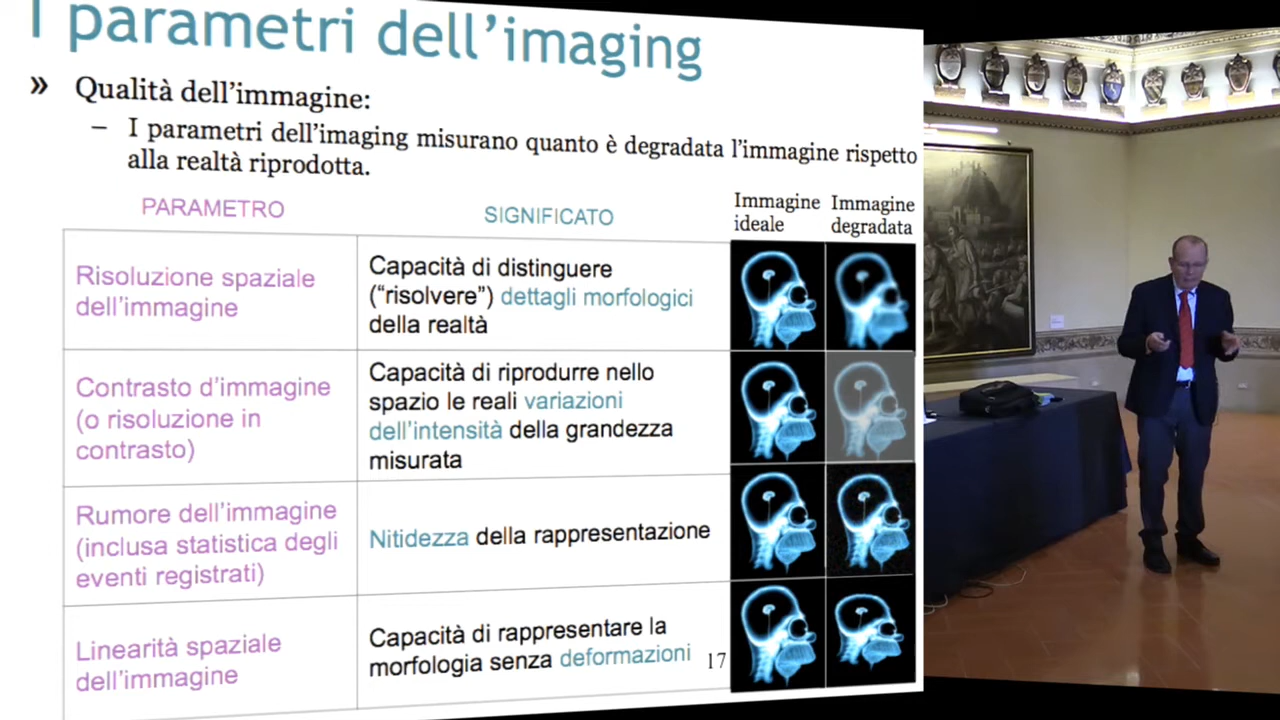 I parametri dell'imaging
» Qualità dell'immagine:
– I parametri dell'imaging misurano quanto è degradata l'immagine rispetto
alla realtà riprodotta.
PARAMETRO
SIGNIFICATO
Immagine
ideale
Immagine
degradata
Risoluzione spaziale
dell'immagine
Capacità di distinguere
("risolvere") dettagli morfologici
della realtà
Contrasto d'immagine
(o risoluzione in
contrasto)
Capacità di riprodurre nello
spazio le reali variazioni
dell'intensità della grandezza
misurata
Rumore dell'immagine
(inclusa statistica degli
eventi registrati)
Nitidezza della rappresentazione
Linearità spaziale
dell'immagine
Capacità di rappresentare la
morfologia senza deformazioni
17